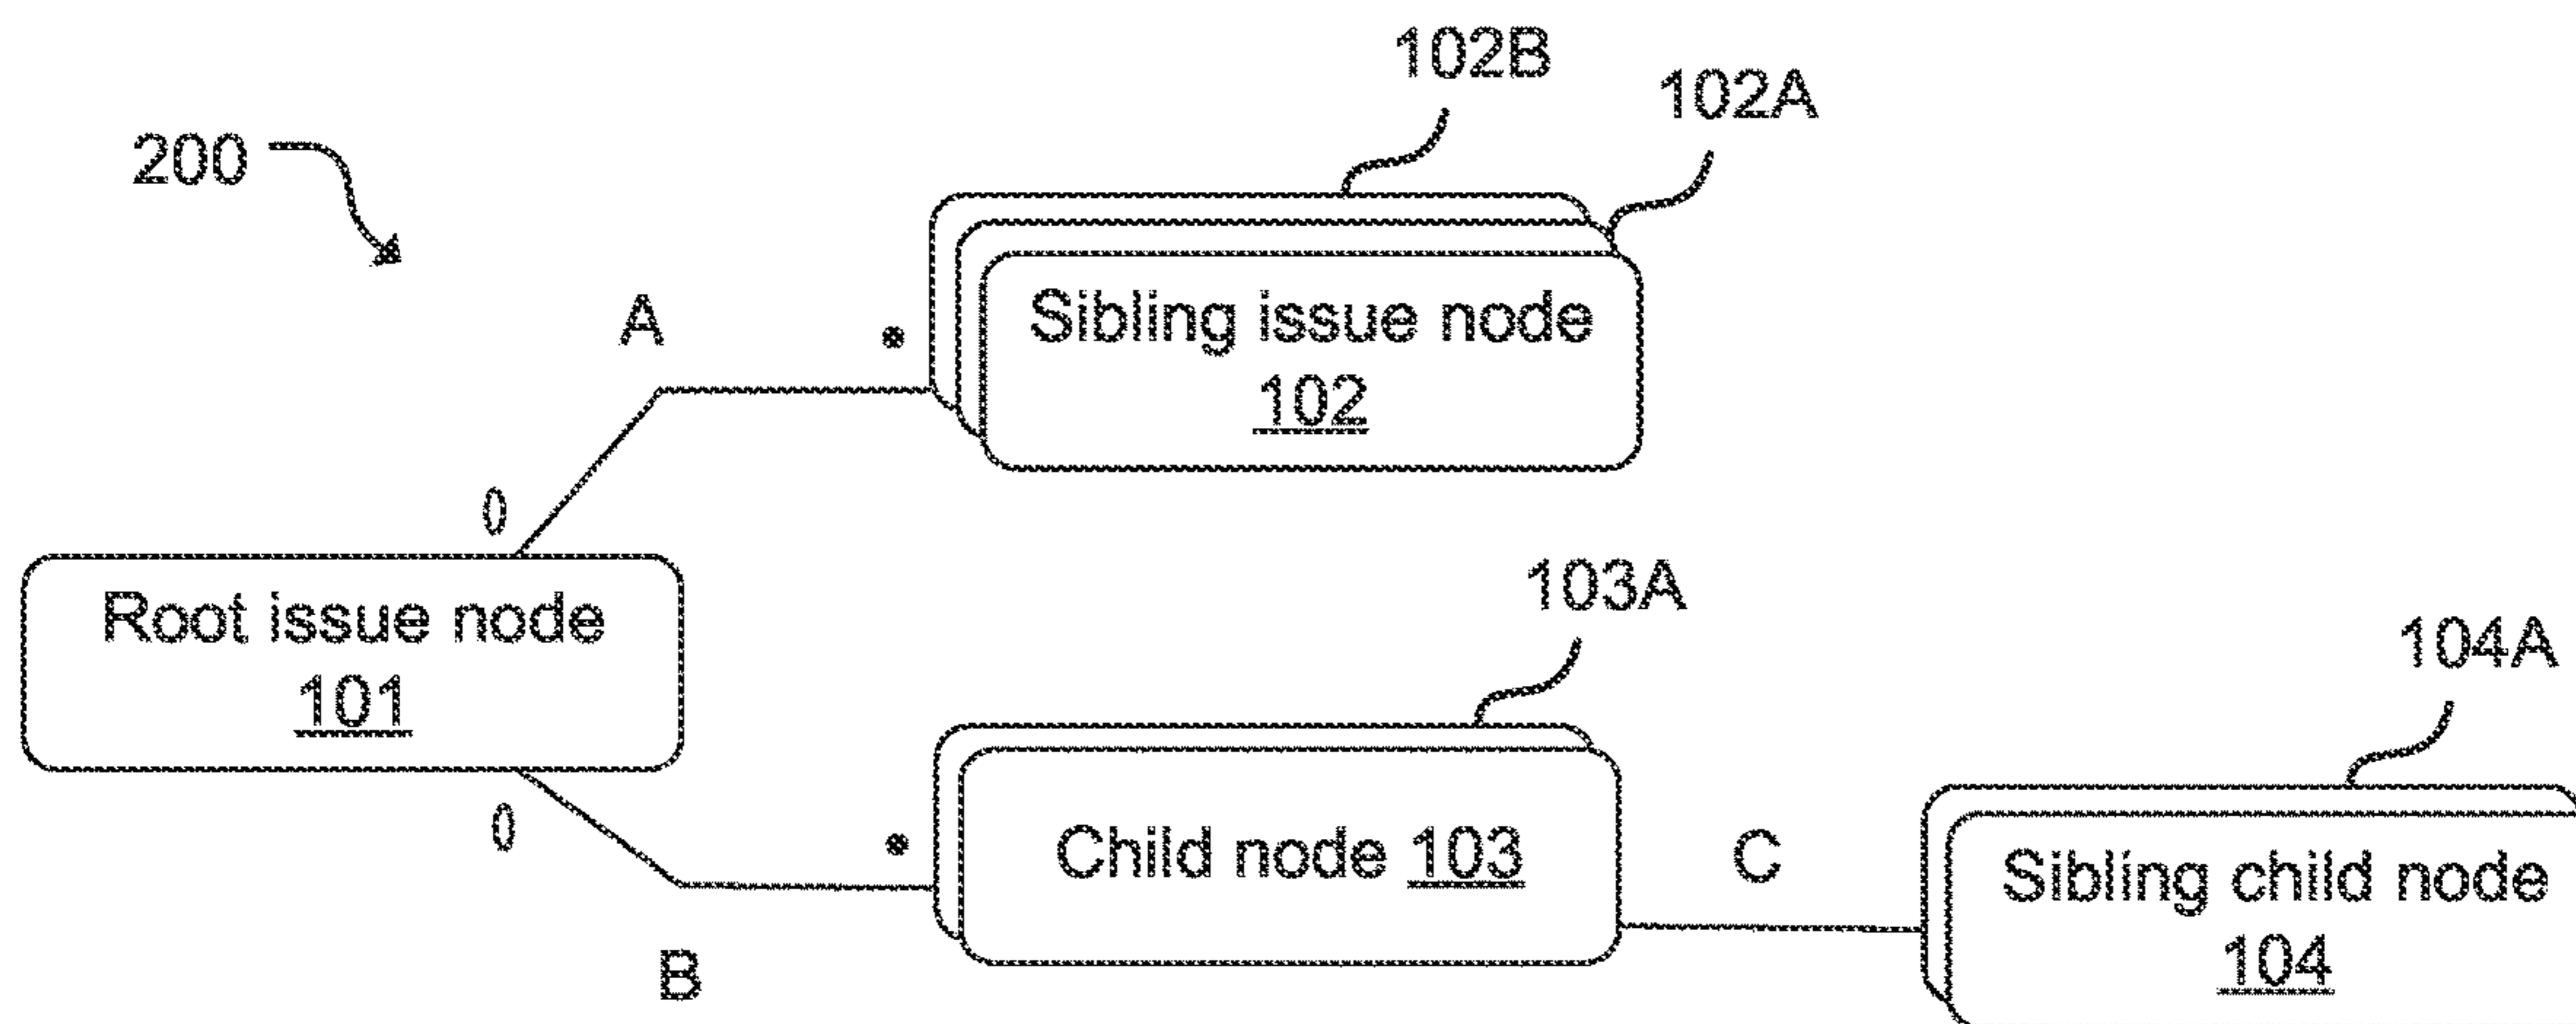 102B
102A
200
A
Sibling issue node
102
0
Root issue node
101
0
B
103A
Child node 103
C
104A
Sibling child node
104